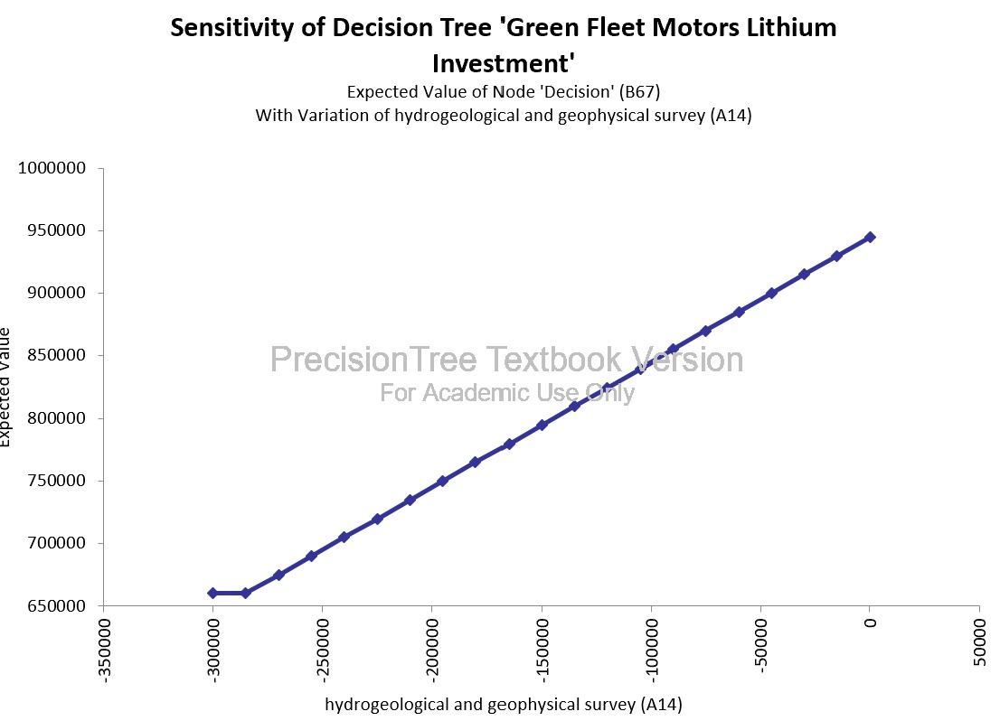 Sensitivity of Decision Tree 'Green Fleet Motors Lithium
Investment'
Expected Value of Node 'Decision' (B67)
With Variation of hydrogeological and geophysical survey (A14)
1000000
950000
900000
850000
800000
750000
700000
650000
Expected Value
PrecisionTree Textbook Version
For Academic Use Only
-350000
-300000
-250000
-200000
-150000
-100000
-50000
0
50000
hydrogeological and geophysical survey (A14)